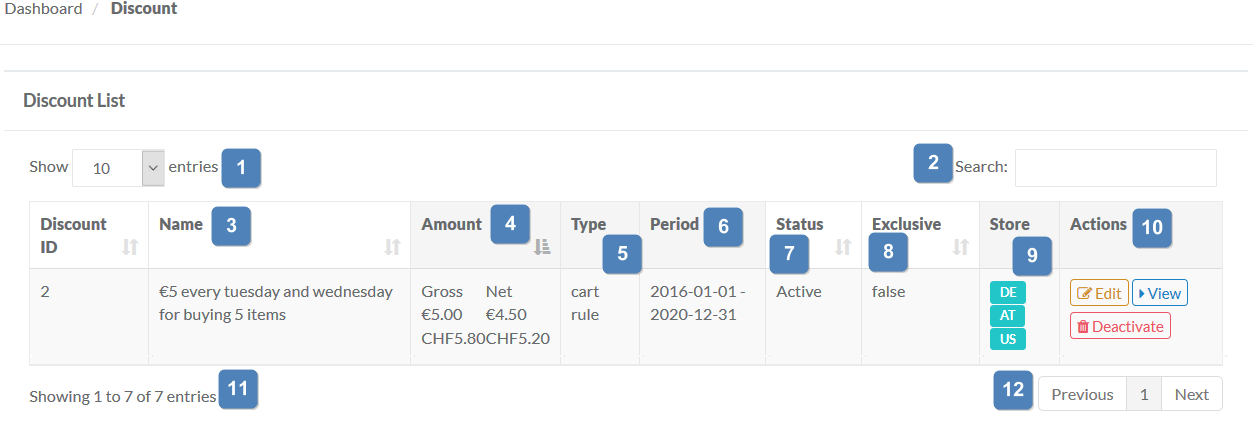 Dashboard / Discount
Discount List
Show 10 entries 1 2 Search:
Discount ID Name 3 Amount 4 Type 5 Period 6 Status 7 Exclusive 8 Store 9 Actions 10
2 €5 every tuesday and wednesday Gross Net cart 2016-01-01 - Active false DE Edit View
for buying 5 items €5.00 €4.50 rule 2020-12-31 AT Deactivate
CHF5.80 CHF5.20 US
Showing 1 to 7 of 7 entries 11 12 Previous 1 Next